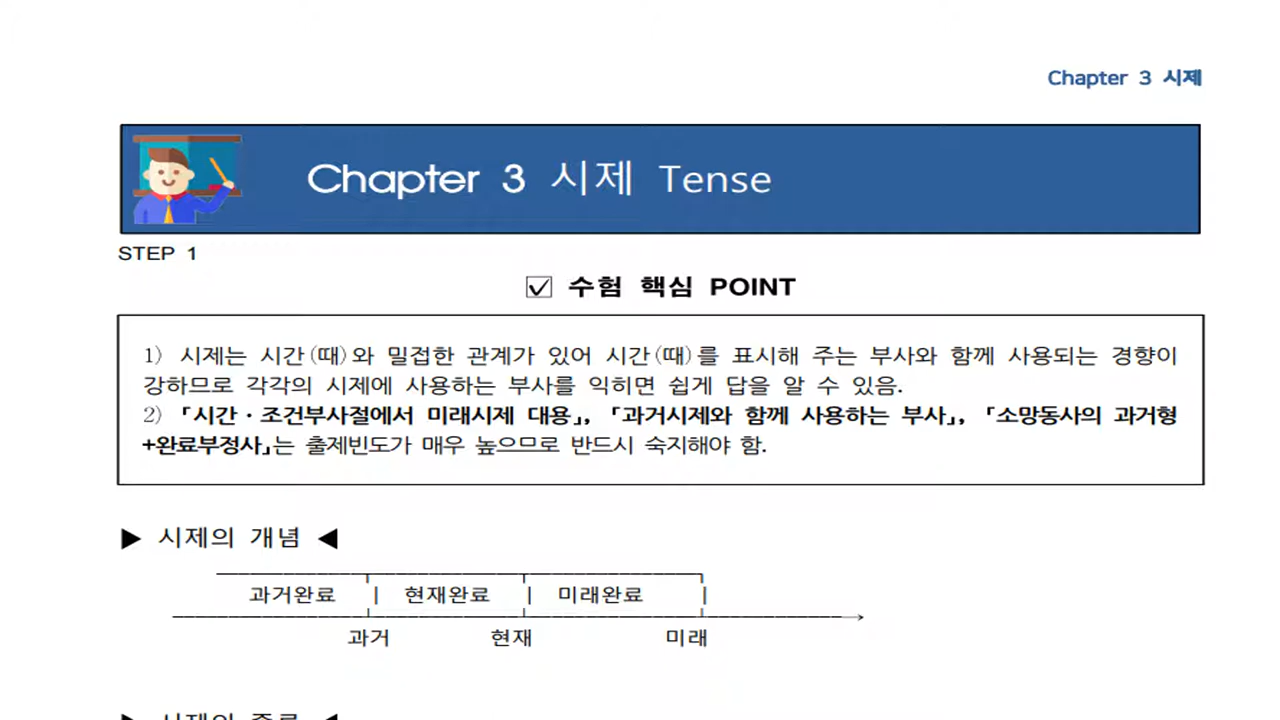 Chapter 3 시제
Chapter 3 시제 Tense
STEP 1
☑ 수험 핵심 POINT
1) 시제는 시간(때)와 밀접한 관계가 있어 시간(때)를 표시해 주는 부사와 함께 사용되는 경향이
강하므로 각각의 시제에 사용하는 부사를 익히면 쉽게 답을 알 수 있음.
2) 「시간·조건부사절에서 미래시제 대용」, 「과거시제와 함께 사용하는 부사」, 「소망동사의 과거형
+완료부정사」는 출제빈도가 매우 높으므로 반드시 숙지해야 함.
▶ 시제의 개념 ◀
과거완료 | 현재완료 | 미래완료 |
과거 현재 미래
▶ 시제의 종류 ◀